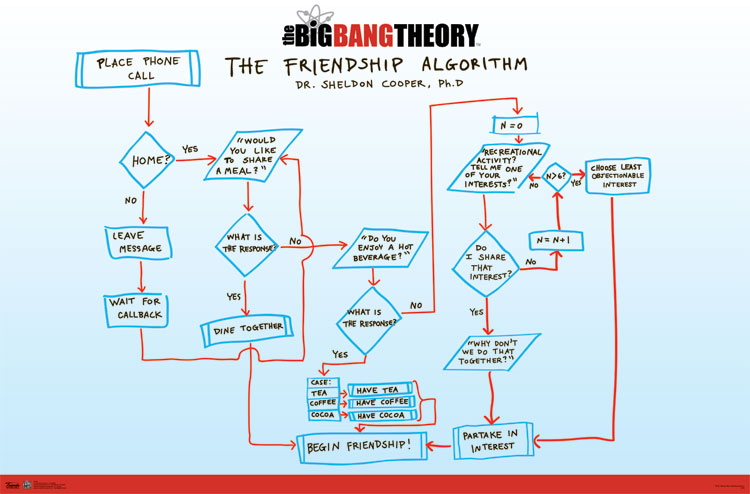 the BIG BANG THEORY
THE FRIENDSHIP ALGORITHM
DR. SHELDON COOPER, Ph.D
PLACE PHONE
CALL
HOME?
YES
NO
LEAVE
MESSAGE
WAIT FOR
CALLBACK
"WOULD
YOU LIKE
TO SHARE
A MEAL?"
WHAT IS
THE RESPONSE?
NO
YES
DINE TOGETHER
"DO YOU
ENJOY A HOT
BEVERAGE?"
WHAT IS
THE RESPONSE?
NO
YES
CASE:
TEA
HAVE TEA
COFFEE
HAVE COFFEE
COCOA
HAVE COCOA
N=0
"RECREATIONAL
ACTIVITY?
TELL ME ONE
OF YOUR
INTERESTS?"
N>6?
NO
YES
CHOOSE LEAST
OBJECTIONABLE
INTEREST
N=N+1
DO
I SHARE
THAT
INTEREST?
NO
YES
"WHY DON'T
WE DO THAT
TOGETHER?"
PARTAKE IN
INTEREST
BEGIN FRIENDSHIP!